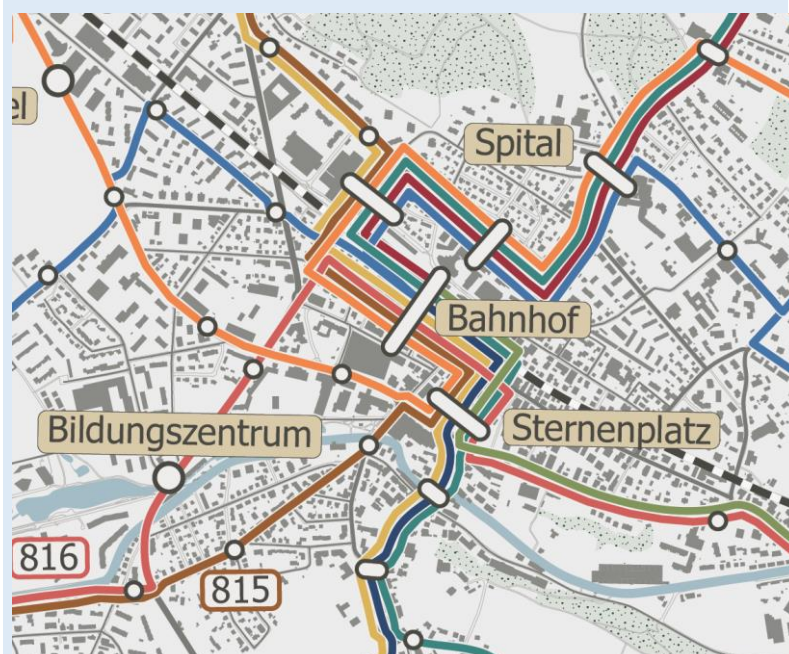 el
Spital
Bahnhof
Bildungszentrum
Sternenplatz
816
815